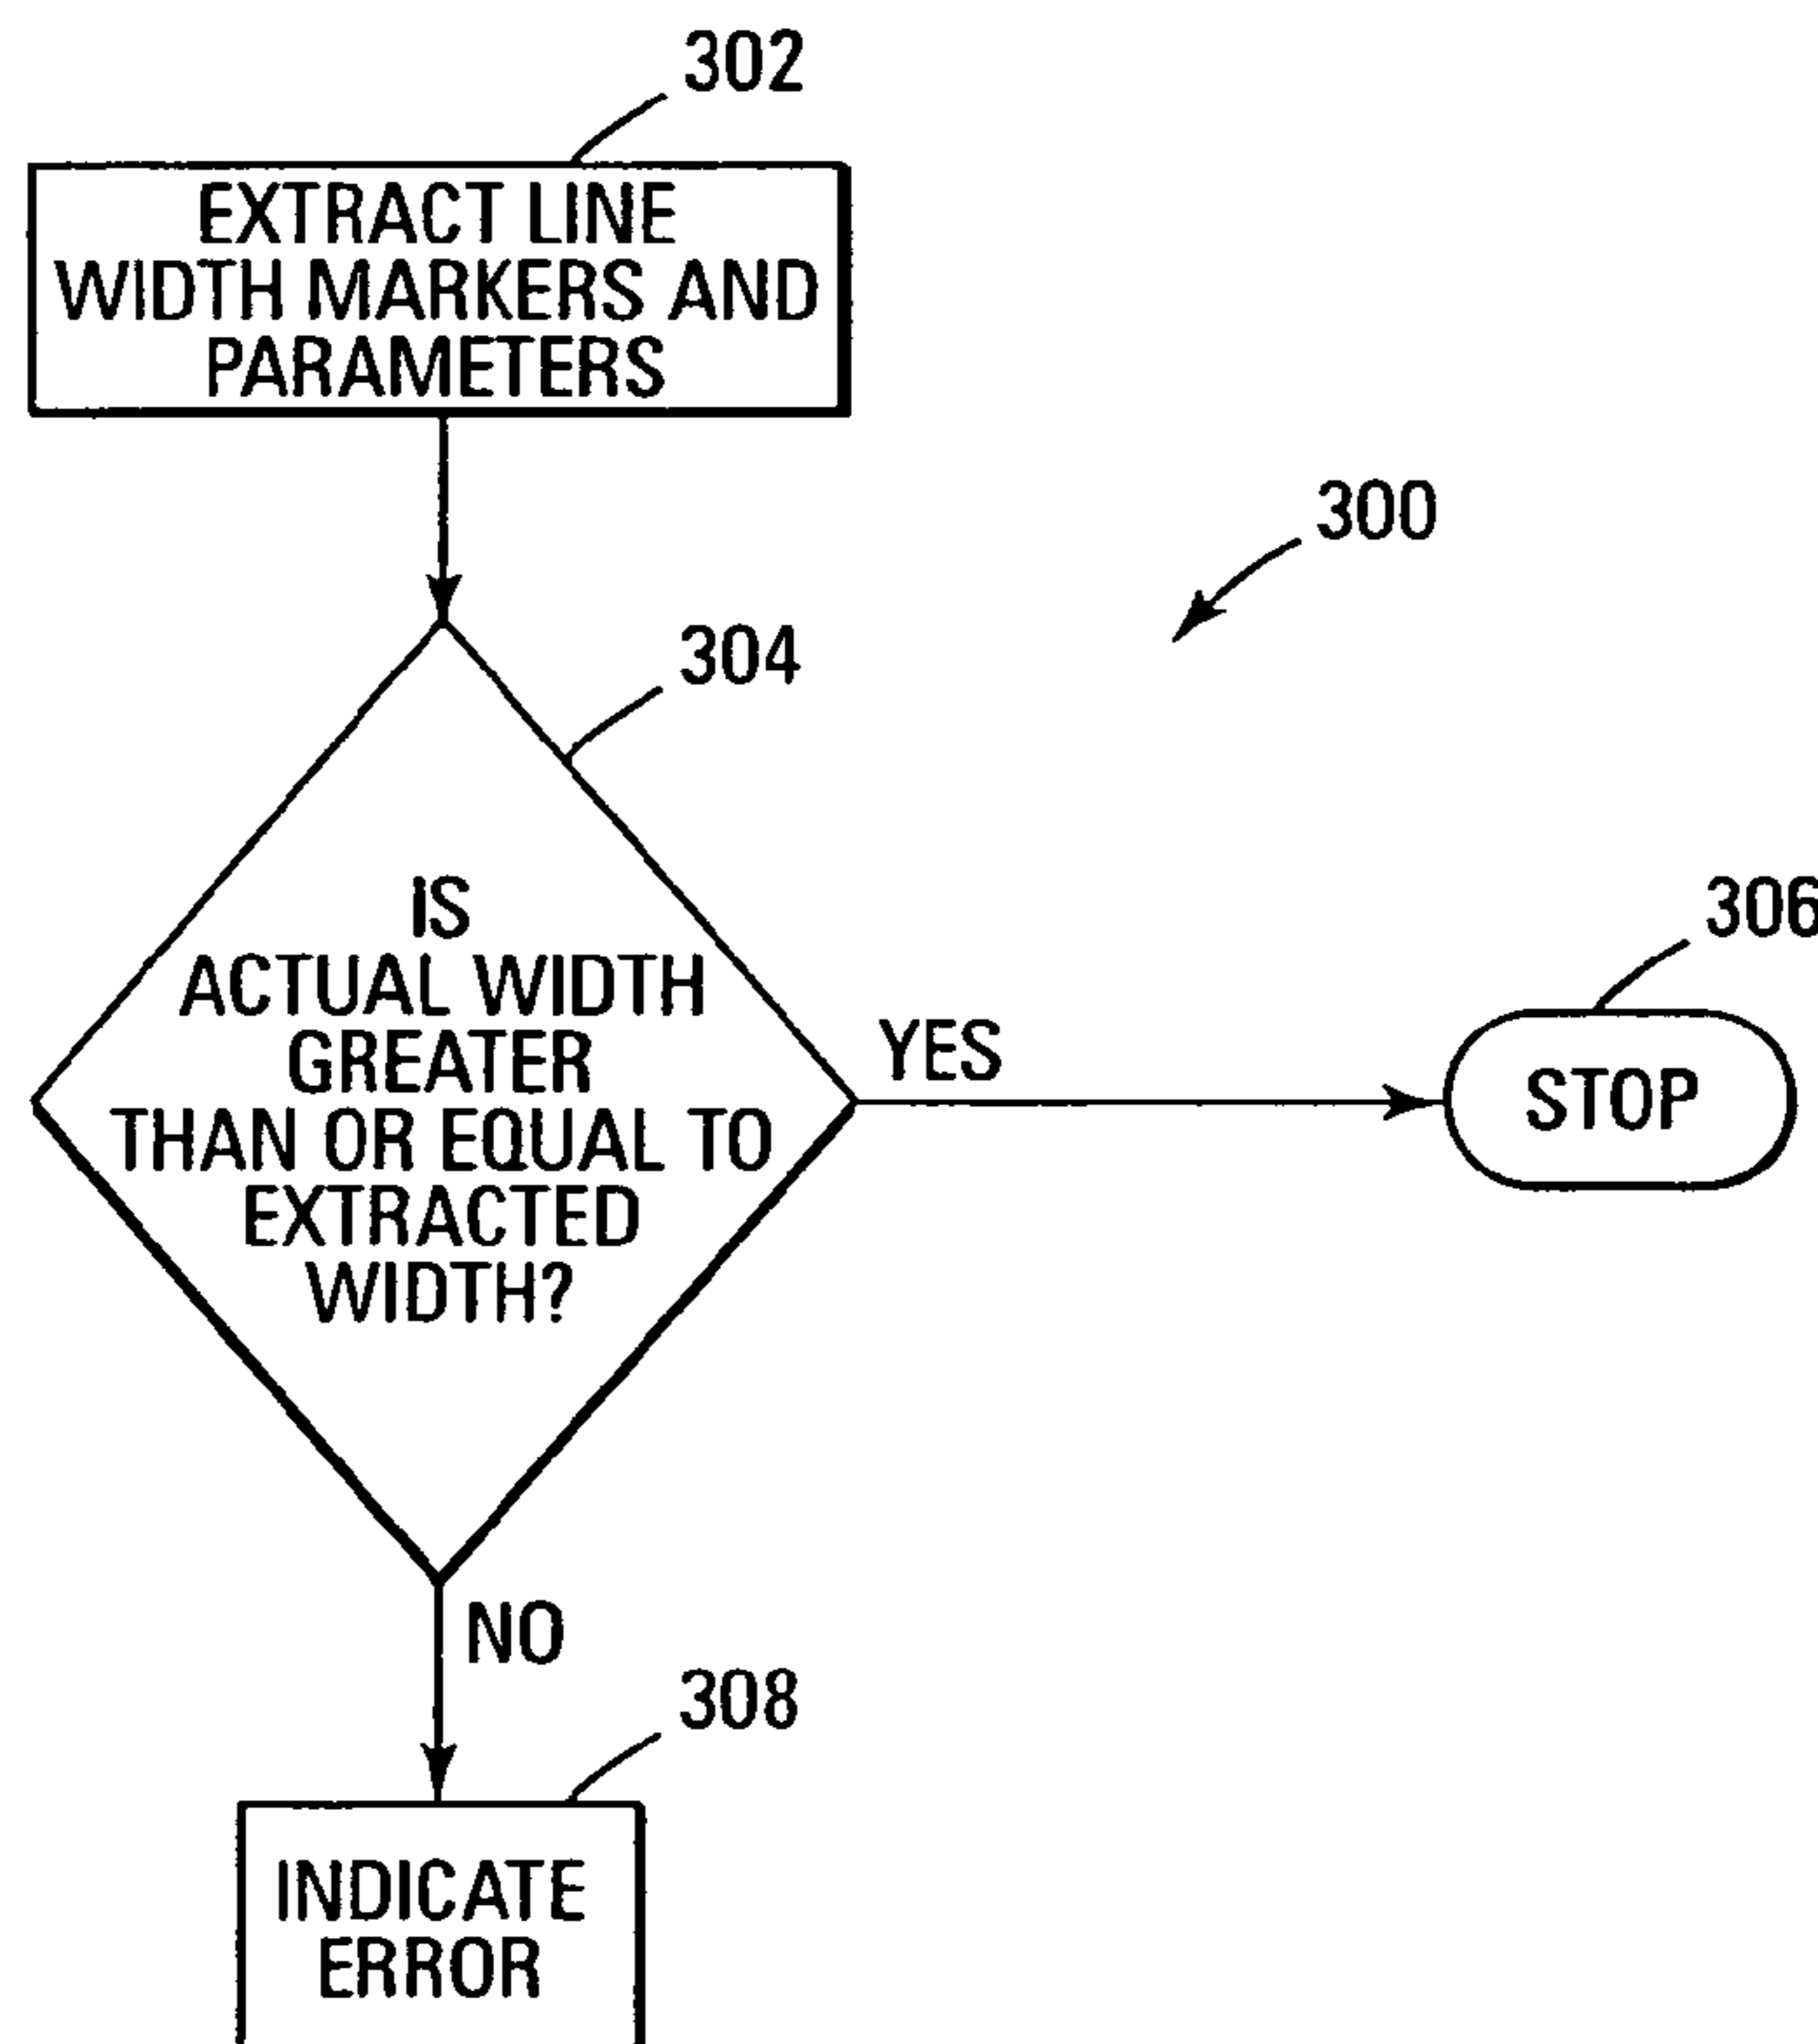 302
EXTRACT LINE
WIDTH MARKERS AND
PARAMETERS
300
304
IS
ACTUAL WIDTH
GREATER
THAN OR EQUAL TO
EXTRACTED
WIDTH?
YES
306
STOP
NO
308
INDICATE
ERROR